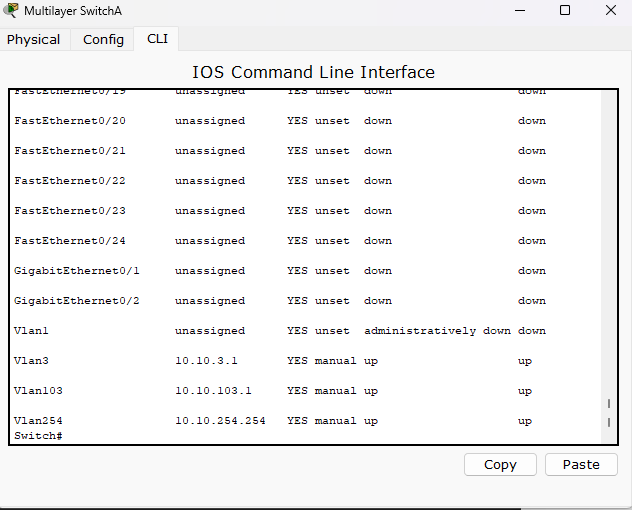 Multilayer SwitchA
Physical Config CLI
IOS Command Line Interface
FastEthernet0/19 unassigned YES unset down down
FastEthernet0/20 unassigned YES unset down down
FastEthernet0/21 unassigned YES unset down down
FastEthernet0/22 unassigned YES unset down down
FastEthernet0/23 unassigned YES unset down down
FastEthernet0/24 unassigned YES unset down down
GigabitEthernet0/1 unassigned YES unset down down
GigabitEthernet0/2 unassigned YES unset down down
Vlan1 unassigned YES unset administratively down down
Vlan3 10.10.3.1 YES manual up up
Vlan103 10.10.103.1 YES manual up up
Vlan254 10.10.254.254 YES manual up up
Switch#
Copy Paste